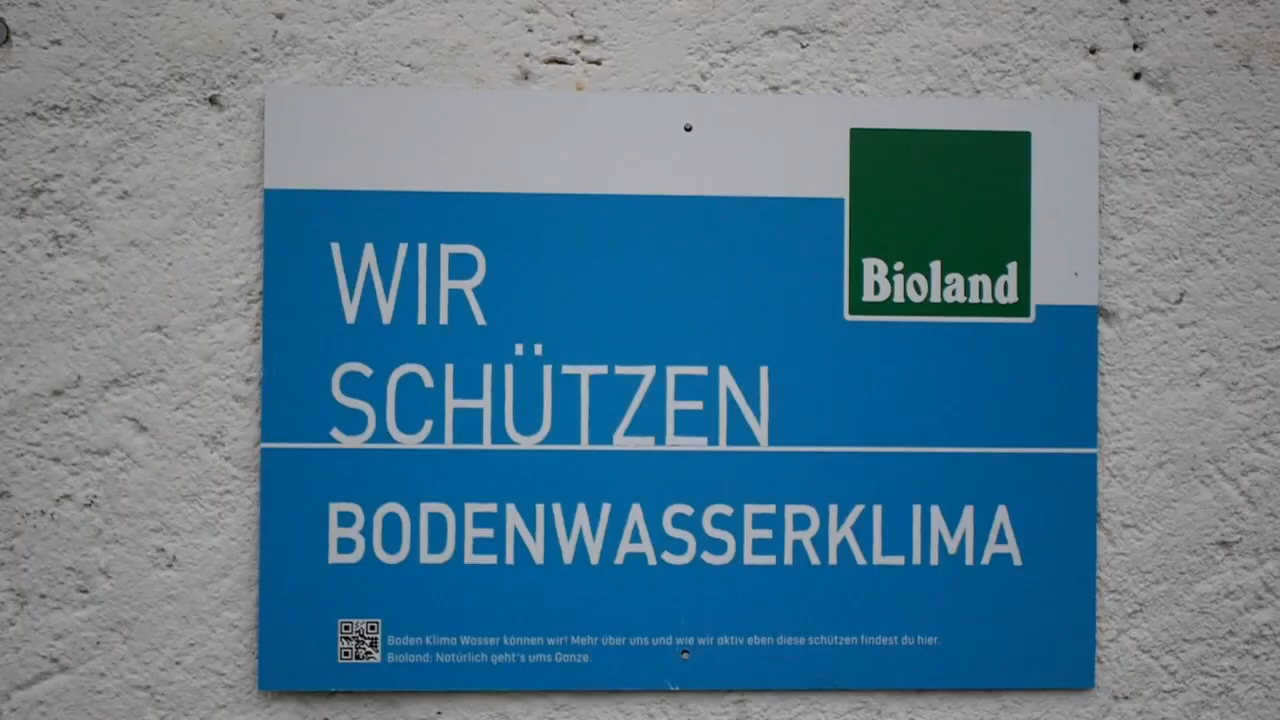 Bioland
WIR
SCHÜTZEN
BODENWASSERKLIMA
Boden Klima Wasser können wir! Mehr über uns und wie wir aktiv eben diese schützen findest du hier.
Bioland: Natürlich geht's ums Ganze.